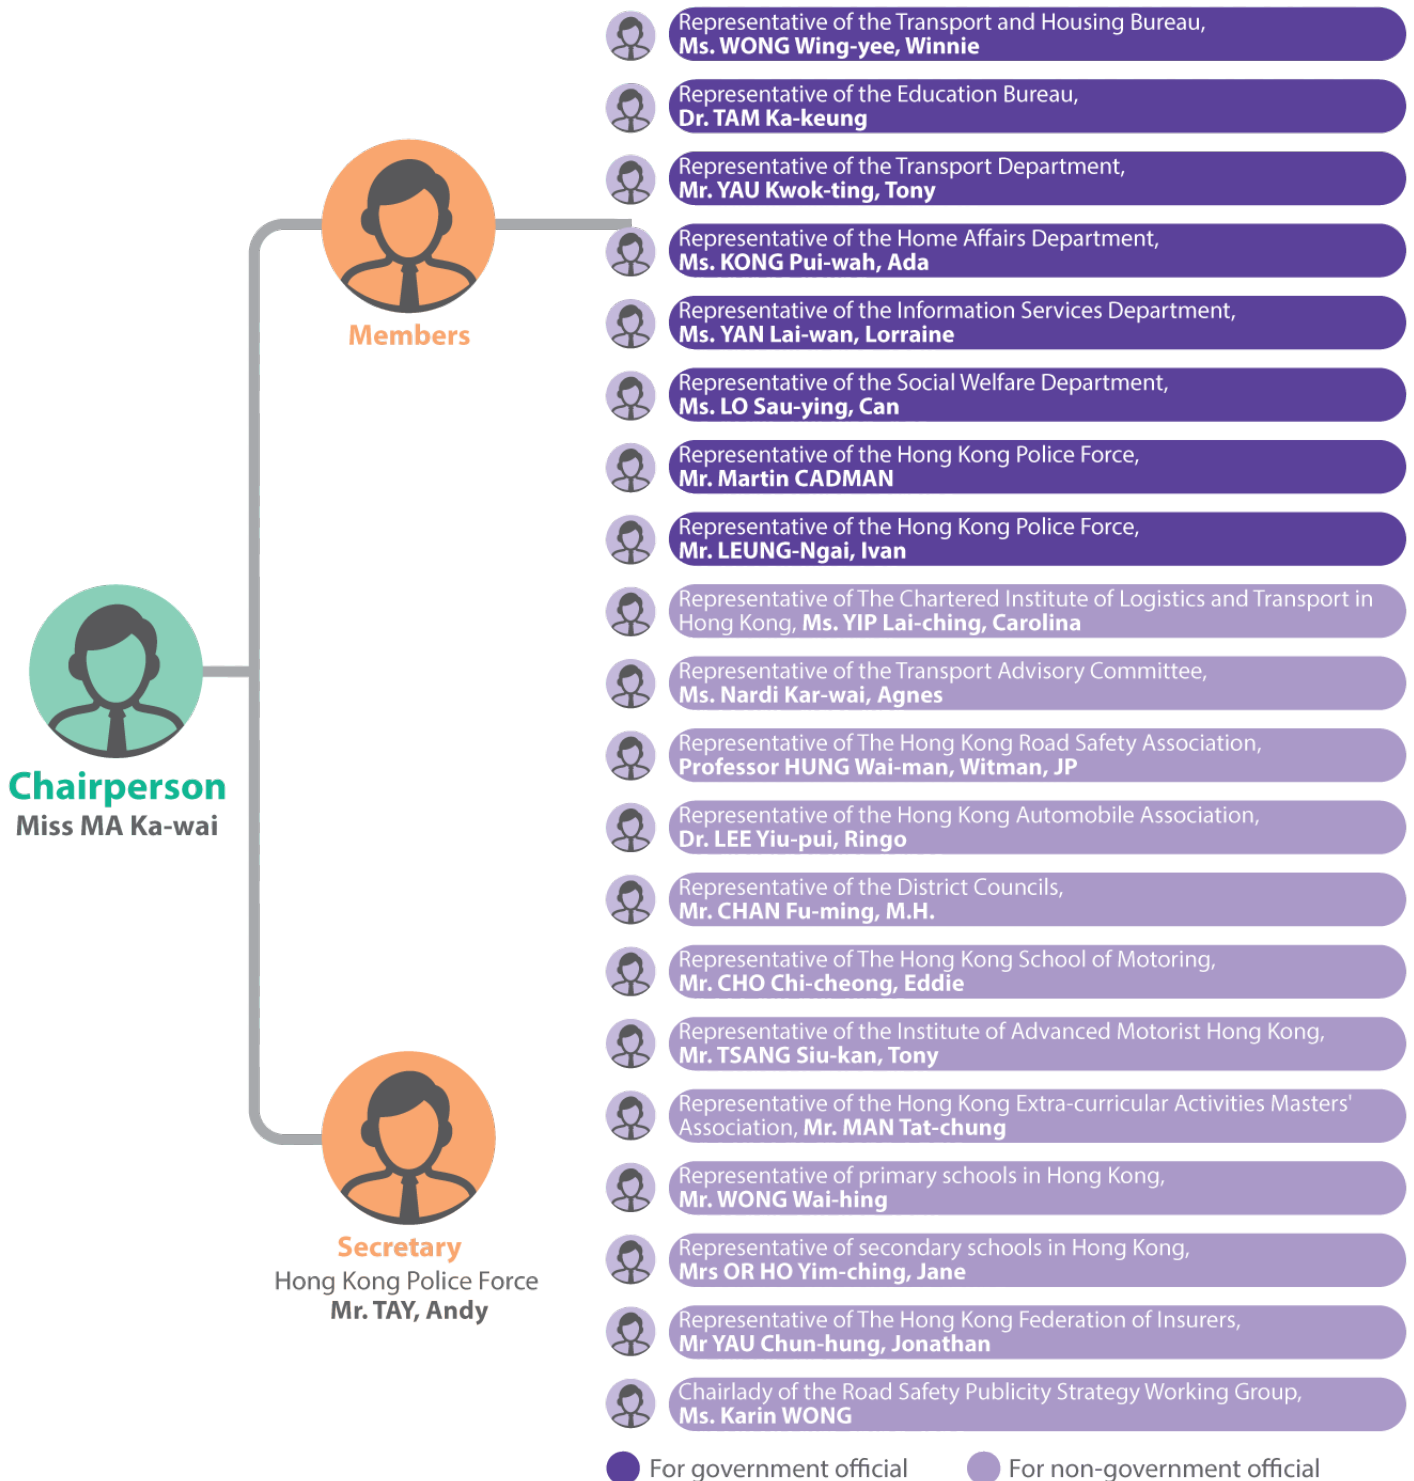 Representative of the Transport and Housing Bureau,
Ms. WONG Wing-yee, Winnie
Representative of the Education Bureau,
Dr. TAM Ka-keung
Representative of the Transport Department,
Mr. YAU Kwok-ting, Tony
Representative of the Home Affairs Department,
Ms. KONG Pui-wah, Ada
Representative of the Information Services Department,
Ms. YAN Lai-wan, Lorraine
Representative of the Social Welfare Department,
Ms. LO Sau-ying, Can
Representative of the Hong Kong Police Force,
Mr. Martin CADMAN
Representative of the Hong Kong Police Force,
Mr. LEUNG-Ngai, Ivan
Representative of The Chartered Institute of Logistics and Transport in
Hong Kong, Ms. YIP Lai-ching, Carolina
Representative of the Transport Advisory Committee,
Ms. Nardi Kar-wai, Agnes
Representative of The Hong Kong Road Safety Association,
Professor HUNG Wai-man, Witman, JP
Representative of the Hong Kong Automobile Association,
Dr. LEE Yiu-pui, Ringo
Representative of the District Councils,
Mr. CHAN Fu-ming, M.H.
Representative of The Hong Kong School of Motoring,
Mr. CHO Chi-cheong, Eddie
Representative of the Institute of Advanced Motorist Hong Kong,
Mr. TSANG Siu-kan, Tony
Representative of the Hong Kong Extra-curricular Activities Masters'
Association, Mr. MAN Tat-chung
Representative of primary schools in Hong Kong,
Mr. WONG Wai-hing
Representative of secondary schools in Hong Kong,
Mrs OR HO Yim-ching, Jane
Representative of The Hong Kong Federation of Insurers,
Mr YAU Chun-hung, Jonathan
Chairlady of the Road Safety Publicity Strategy Working Group,
Ms. Karin WONG
Members
Chairperson
Miss MA Ka-wai
Secretary
Hong Kong Police Force
Mr. TAY, Andy
For government official
For non-government official